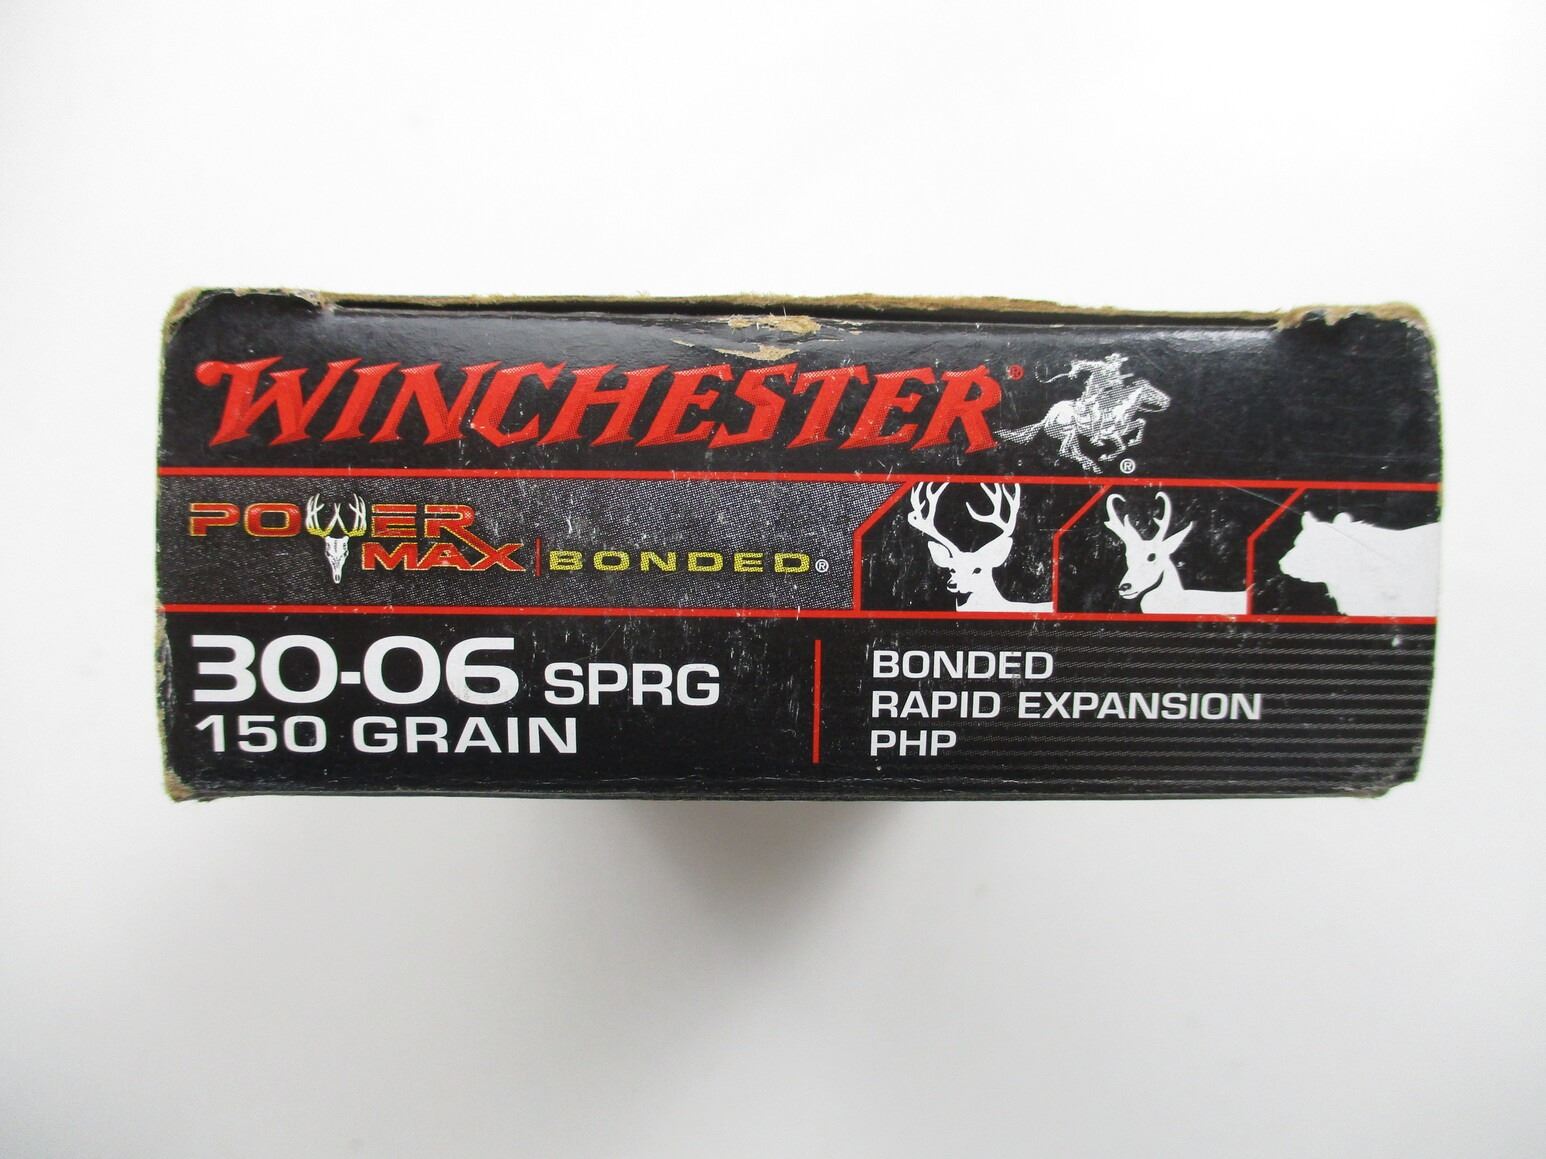 WINCHESTER®
®
POWER
MAX | BONDED®
30-06 SPRG
150 GRAIN
BONDED
RAPID EXPANSION
PHP